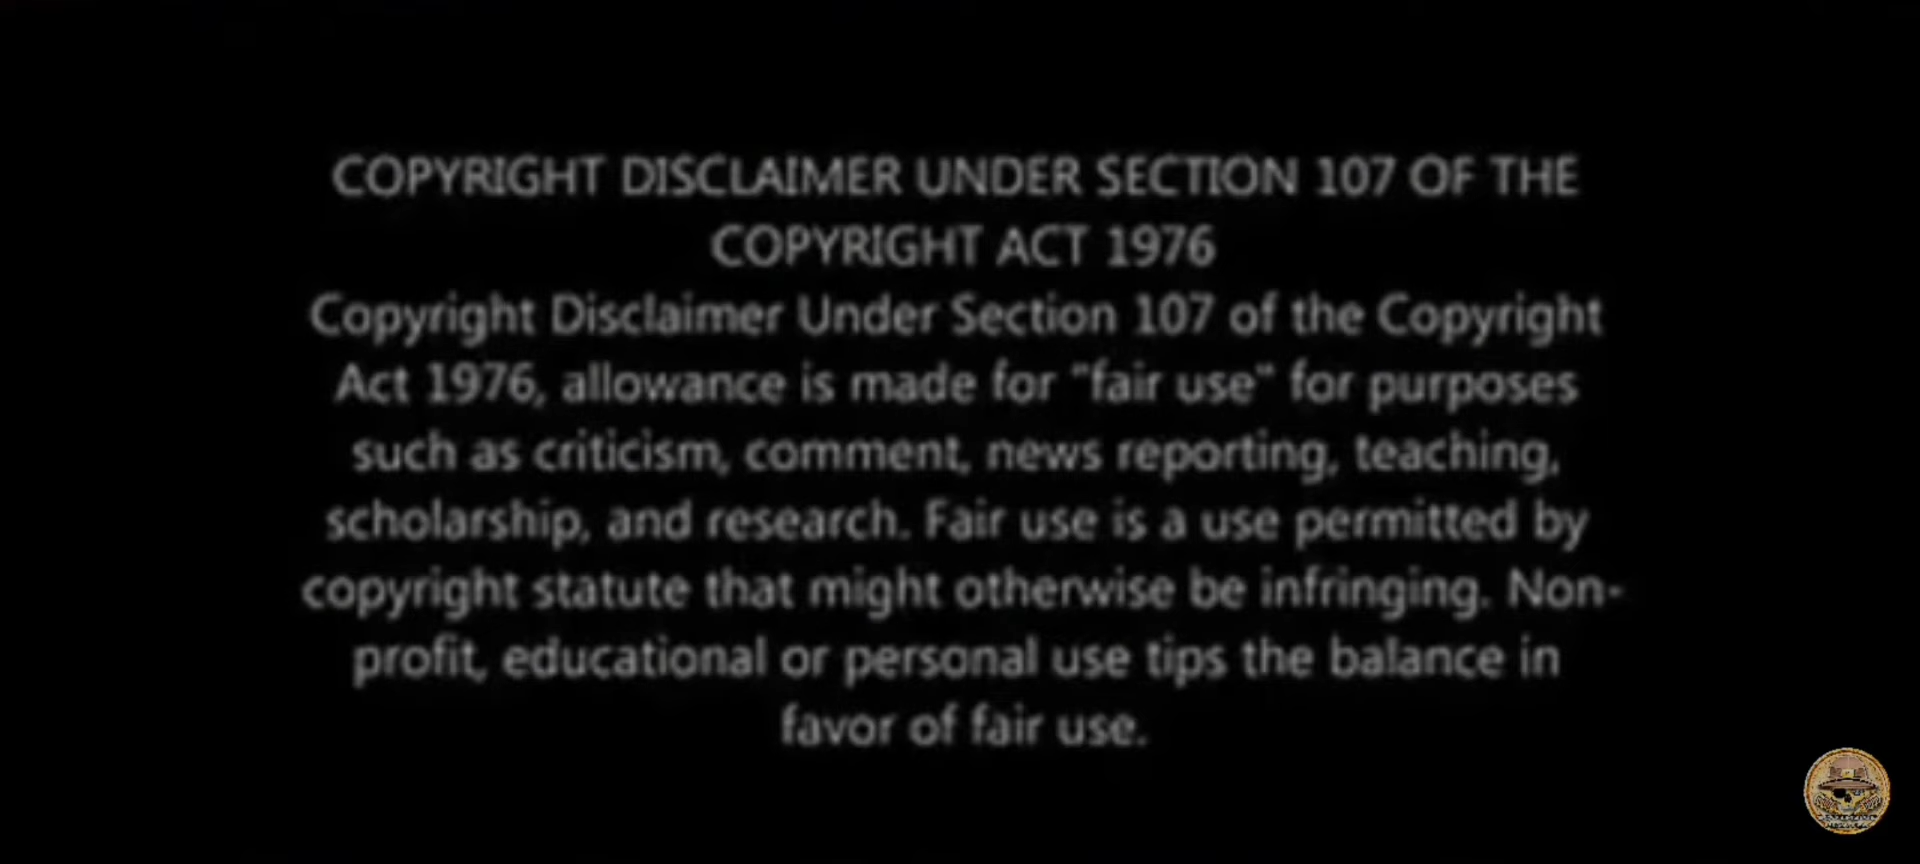 COPYRIGHT DISCLAIMER UNDER SECTION 107 OF THE
COPYRIGHT ACT 1976
Copyright Disclaimer Under Section 107 of the Copyright
Act 1976, allowance is made for "fair use" for purposes
such as criticism, comment, news reporting, teaching,
scholarship, and research. Fair use is a use permitted by
copyright statute that might otherwise be infringing. Non-
profit, educational or personal use tips the balance in
favor of fair use.